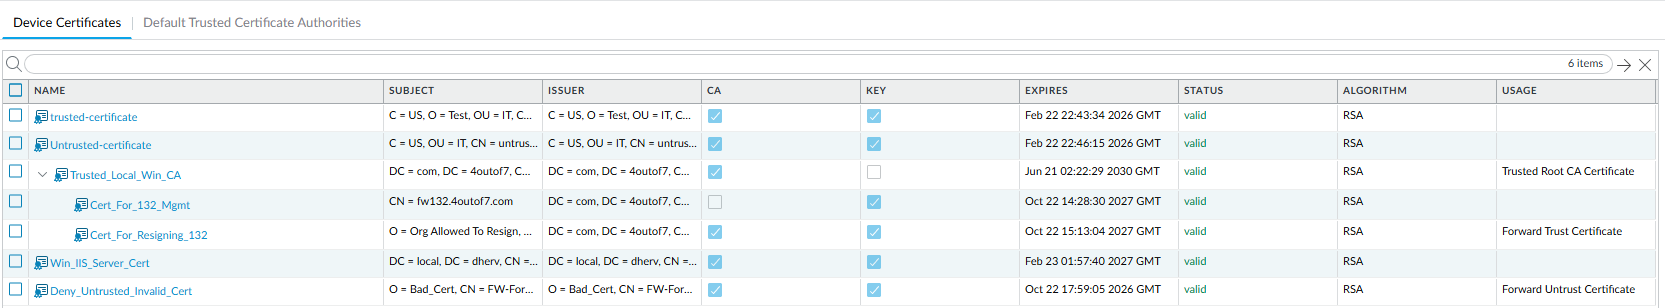 Device Certificates Default Trusted Certificate Authorities
6 items
NAME SUBJECT ISSUER CA KEY EXPIRES STATUS ALGORITHM USAGE
trusted-certificate C = US, O = Test, OU = IT, C... C = US, O = Test, OU = IT, C... Feb 22 22:43:34 2026 GMT valid RSA
Untrusted-certificate C = US, OU = IT, CN = untrus... C = US, OU = IT, CN = untrus... Feb 22 22:46:15 2026 GMT valid RSA
Trusted_Local_Win_CA DC = com, DC = 4outof7, C... DC = com, DC = 4outof7, C... Jun 21 02:22:29 2030 GMT valid RSA Trusted Root CA Certificate
Cert_For_132_Mgmt CN = fw132.4outof7.com DC = com, DC = 4outof7, C... Oct 22 14:28:30 2027 GMT valid RSA
Cert_For_Resigning_132 O = Org Allowed To Resign, ... DC = com, DC = 4outof7, C... Oct 22 15:13:04 2027 GMT valid RSA Forward Trust Certificate
Win_IIS_Server_Cert DC = local, DC = dherv, CN =... DC = local, DC = dherv, CN =... Feb 23 01:57:40 2027 GMT valid RSA
Deny_Untrusted_Invalid_Cert O = Bad_Cert, CN = FW-For... O = Bad_Cert, CN = FW-For... Oct 22 17:59:05 2026 GMT valid RSA Forward Untrust Certificate